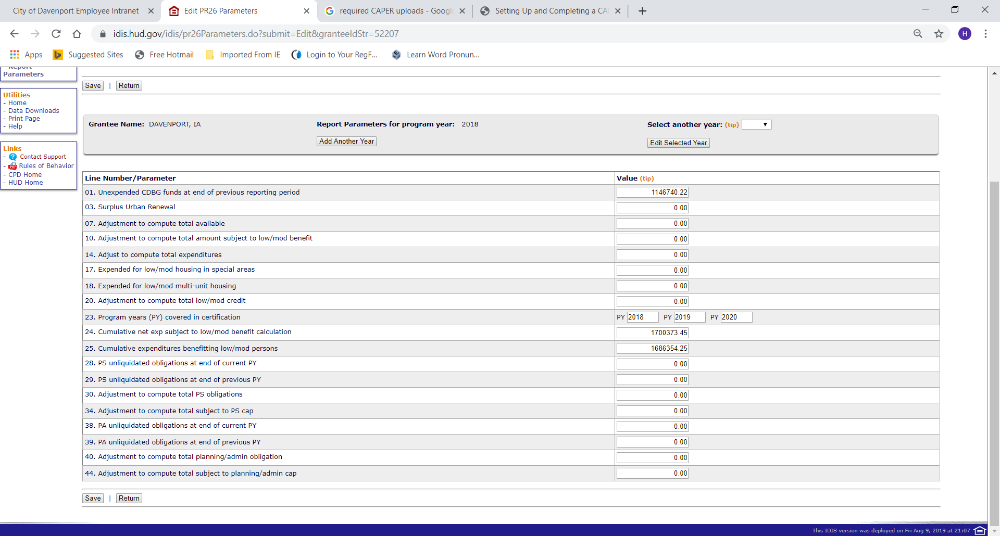 City of Davenport Employee Intranet
Edit PR26 Parameters
required CAPER uploads - Googl
Setting Up and Completing a CA
idis.hud.gov/idis/pr26Parameters.do?submit=Edit&granteeIdStr=52207
H
Apps
Suggested Sites
Free Hotmail
Imported From IE
Login to Your RegF...
Learn Word Pronun...
Report
Parameters
Utilities
- Home
- Data Downloads
- Print Page
- Help
Links
- ? Contact Support
- PDF Rules of Behavior
- CPD Home
- HUD Home
Save | Return
Grantee Name: DAVENPORT, IA
Report Parameters for program year: 2018
Add Another Year
Select another year: (tip)
Edit Selected Year
Line Number/Parameter Value (tip)
01. Unexpended CDBG funds at end of previous reporting period 1146740.22
03. Surplus Urban Renewal 0.00
07. Adjustment to compute total available 0.00
10. Adjustment to compute total amount subject to low/mod benefit 0.00
14. Adjust to compute total expenditures 0.00
17. Expended for low/mod housing in special areas 0.00
18. Expended for low/mod multi-unit housing 0.00
20. Adjustment to compute total low/mod credit 0.00
23. Program years (PY) covered in certification PY 2018 PY 2019 PY 2020
24. Cumulative net exp subject to low/mod benefit calculation 1700373.45
25. Cumulative expenditures benefitting low/mod persons 1686354.25
28. PS unliquidated obligations at end of current PY 0.00
29. PS unliquidated obligations at end of previous PY 0.00
30. Adjustment to compute total PS obligations 0.00
34. Adjustment to compute total subject to PS cap 0.00
38. PA unliquidated obligations at end of current PY 0.00
39. PA unliquidated obligations at end of previous PY 0.00
40. Adjustment to compute total planning/admin obligation 0.00
44. Adjustment to compute total subject to planning/admin cap 0.00
Save | Return
This IDIS version was deployed on Fri Aug 9, 2019 at 21:07